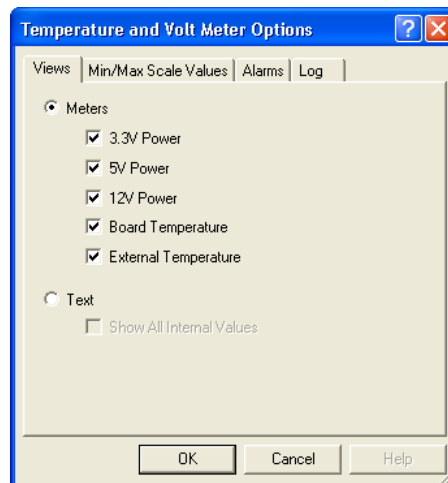 Temperature and Volt Meter Options
Views Min/Max Scale Values Alarms Log
Meters
3.3V Power
5V Power
12V Power
Board Temperature
External Temperature
Text
Show All Internal Values
OK Cancel Help